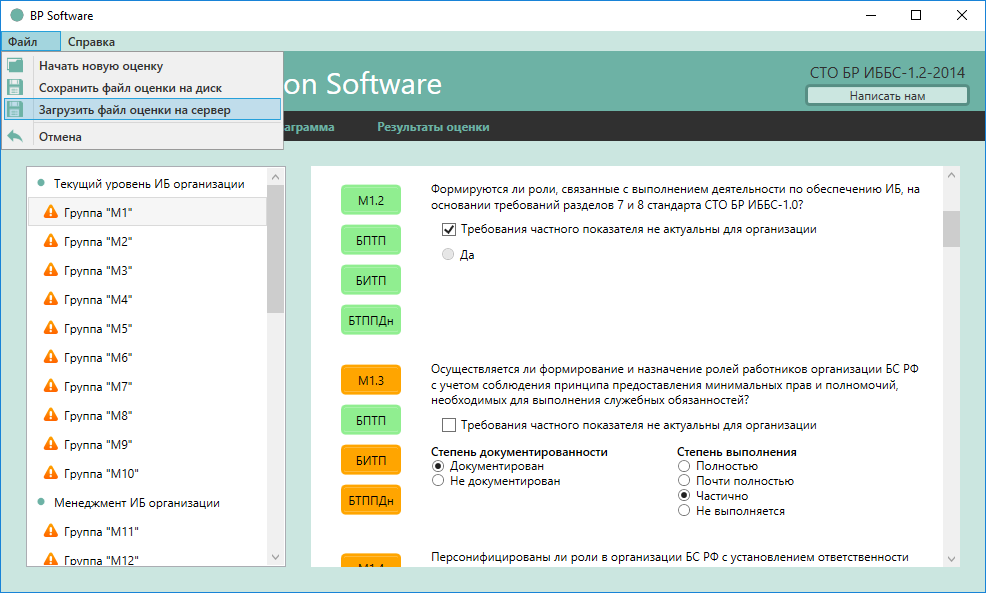 BP Software
Файл Справка
Начать новую оценку
Сохранить файл оценки на диск
Загрузить файл оценки на сервер
Отмена
on Software
СТО БР ИББС-1.2-2014
Написать нам
аграмма Результаты оценки
Текущий уровень ИБ организации
Группа "М1"
Группа "М2"
Группа "М3"
Группа "М4"
Группа "М5"
Группа "М6"
Группа "М7"
Группа "М8"
Группа "М9"
Группа "М10"
Менеджмент ИБ организации
Группа "М11"
Группа "М12"
М1.2
БПТП
БИТП
БТППДн
Формируются ли роли, связанные с выполнением деятельности по обеспечению ИБ, на
основании требований разделов 7 и 8 стандарта СТО БР ИББС-1.0?
Требования частного показателя не актуальны для организации
Да
М1.3
БПТП
БИТП
БТППДн
Осуществляется ли формирование и назначение ролей работников организации БС РФ
с учетом соблюдения принципа предоставления минимальных прав и полномочий,
необходимых для выполнения служебных обязанностей?
Требования частного показателя не актуальны для организации
Степень документированности
Документирован
Не документирован
Степень выполнения
Полностью
Почти полностью
Частично
Не выполняется
М1.4
Персонифицированы ли роли в организации БС РФ с установлением ответственности